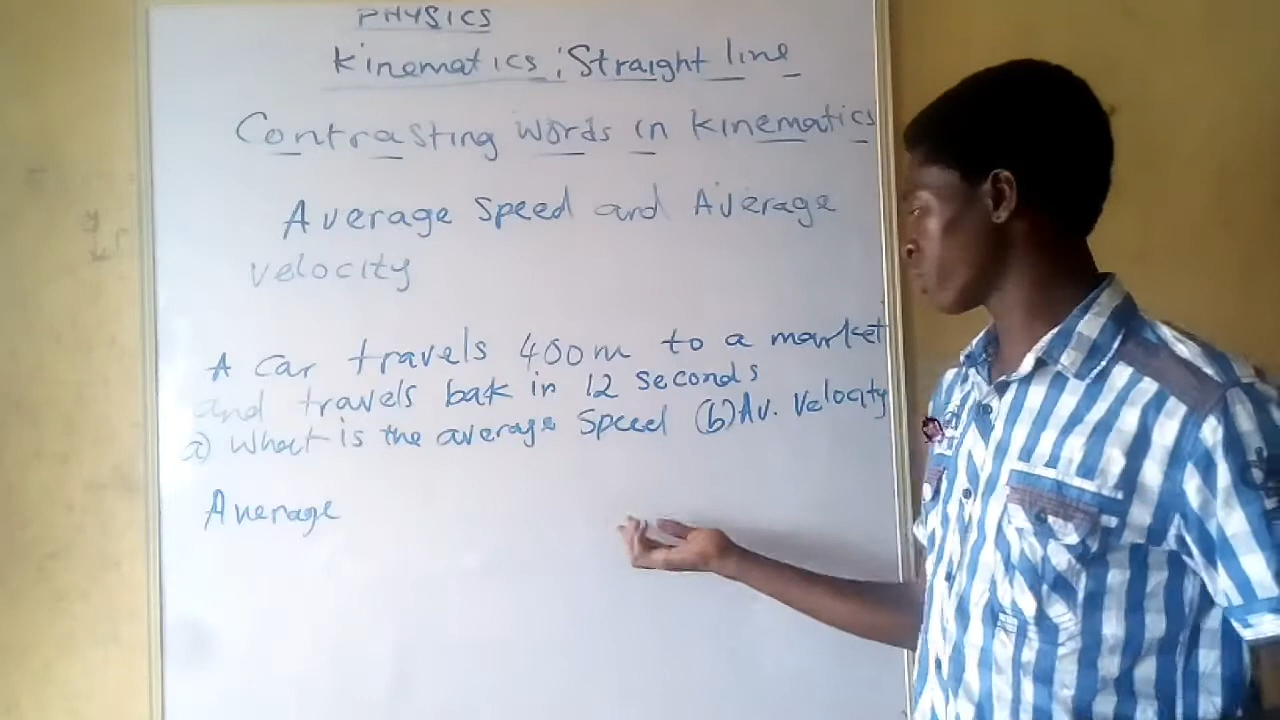 PHYSICS
Kinematics; Straight line
Contrasting words in kinematics
Average Speed and Average
velocity
A car travels 400m to a market
and travels bak in 12 seconds
a) What is the average speed (b) Av. Velocity
Average